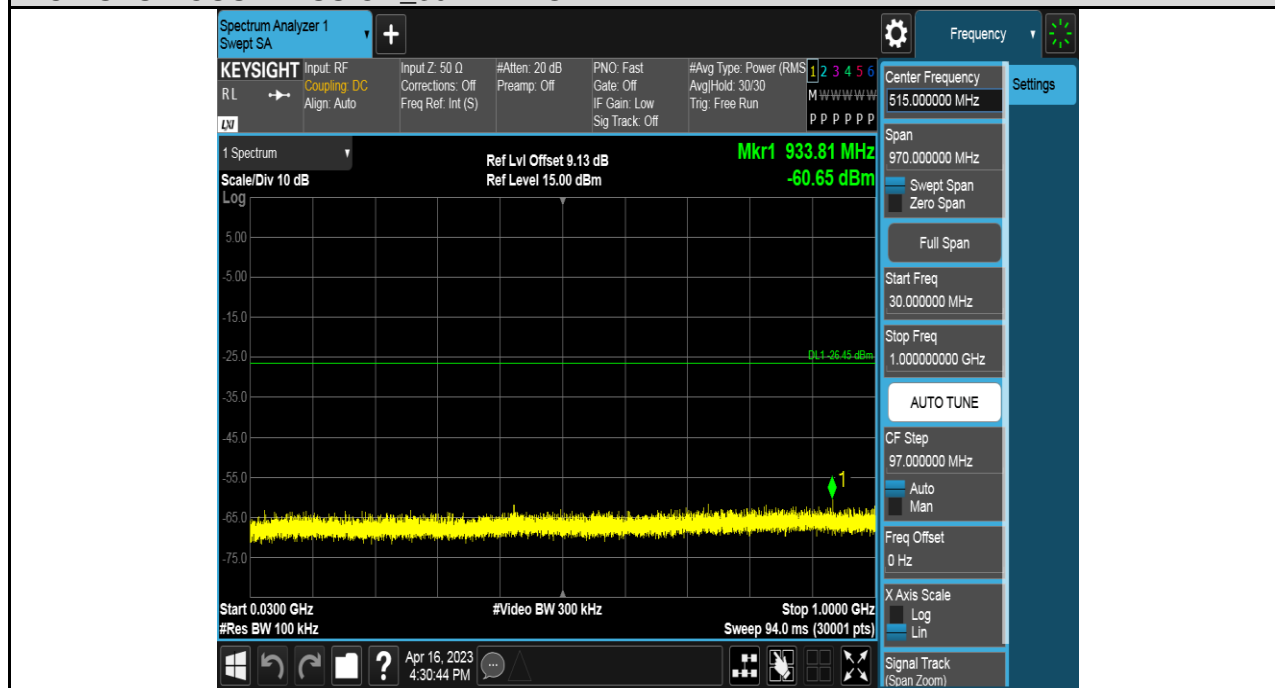 Spectrum Analyzer 1
Swept SA
+
Frequency
KEYSIGHT
RL
LXI
Input: RF
Coupling: DC
Align: Auto
Input Z: 50 Ω
Corrections: Off
Freq Ref: Int (S)
#Atten: 20 dB
Preamp: Off
PNO: Fast
Gate: Off
IF Gain: Low
Sig Track: Off
#Avg Type: Power (RMS
Avg|Hold: 30/30
Trig: Free Run
1 2 3 4 5 6
M W W W W W
P P P P P P
1 Spectrum
Scale/Div 10 dB
Log
Ref Lvl Offset 9.13 dB
Ref Level 15.00 dBm
Mkr1 933.81 MHz
-60.65 dBm
5.00
-5.00
-15.0
-25.0
DL1 -26.45 dBm
-35.0
-45.0
-55.0
1
-65.0
-75.0
Start 0.0300 GHz
#Res BW 100 kHz
#Video BW 300 kHz
Stop 1.0000 GHz
Sweep 94.0 ms (30001 pts)
Center Frequency
515.000000 MHz
Settings
Span
970.000000 MHz
Swept Span
Zero Span
Full Span
Start Freq
30.000000 MHz
Stop Freq
1.000000000 GHz
AUTO TUNE
CF Step
97.000000 MHz
Auto
Man
Freq Offset
0 Hz
X Axis Scale
Log
Lin
Signal Track
(Span Zoom)
?
Apr 16, 2023
4:30:44 PM